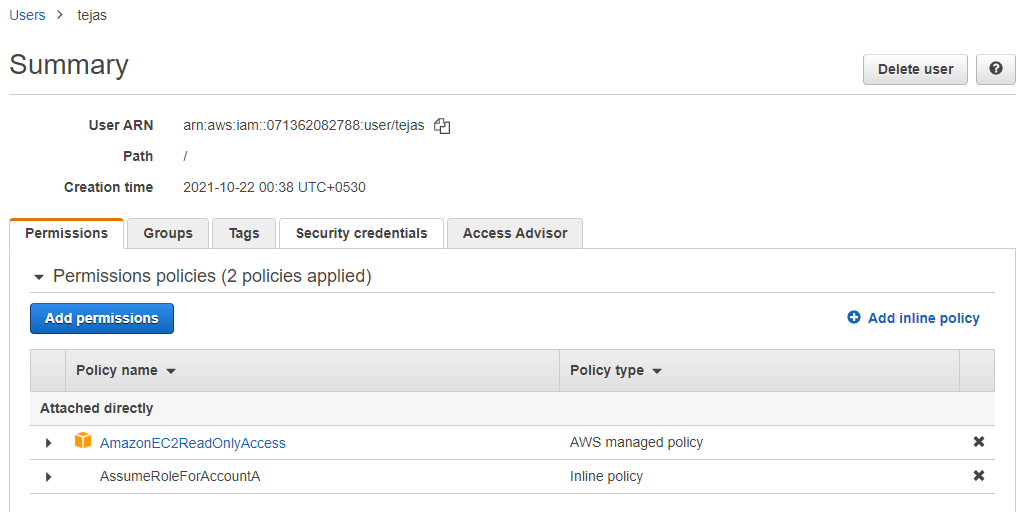 Users > tejas
Summary
Delete user
?
User ARN arn:aws:iam::071362082788:user/tejas
Path /
Creation time 2021-10-22 00:38 UTC+0530
Permissions Groups Tags Security credentials Access Advisor
Permissions policies (2 policies applied)
Add permissions Add inline policy
Policy name Policy type
Attached directly
AmazonEC2ReadOnlyAccess AWS managed policy
AssumeRoleForAccountA Inline policy